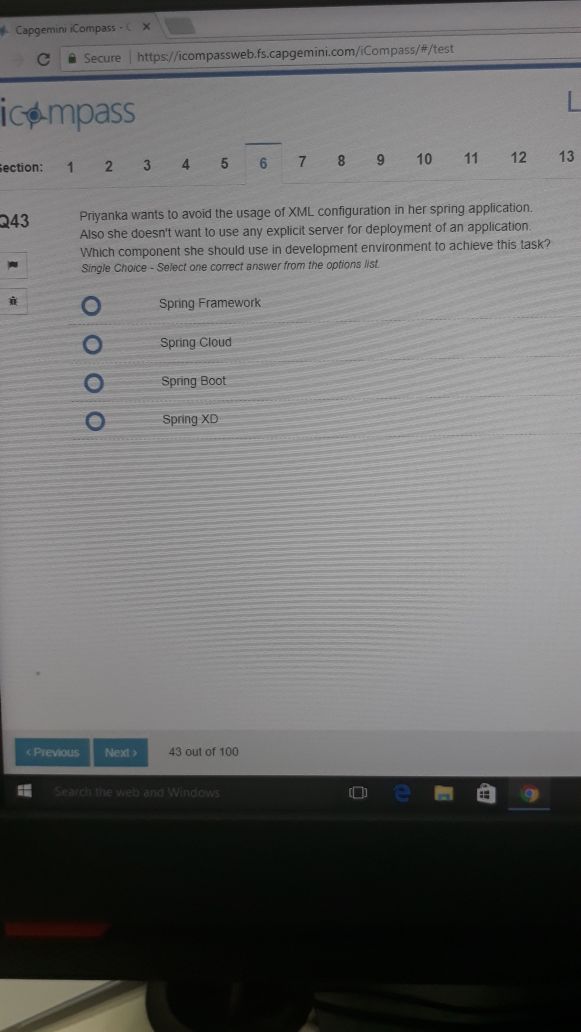 Capgemini iCompass - C
Secure https://icompassweb.fs.capgemini.com/iCompass/#/test
icompass
L
Section: 1 2 3 4 5 6 7 8 9 10 11 12 13
Q43
Priyanka wants to avoid the usage of XML configuration in her spring application.
Also she doesn't want to use any explicit server for deployment of an application.
Which component she should use in development environment to achieve this task?
Single Choice - Select one correct answer from the options list.
Spring Framework
Spring Cloud
Spring Boot
Spring XD
< Previous Next > 43 out of 100
Search the web and Windows